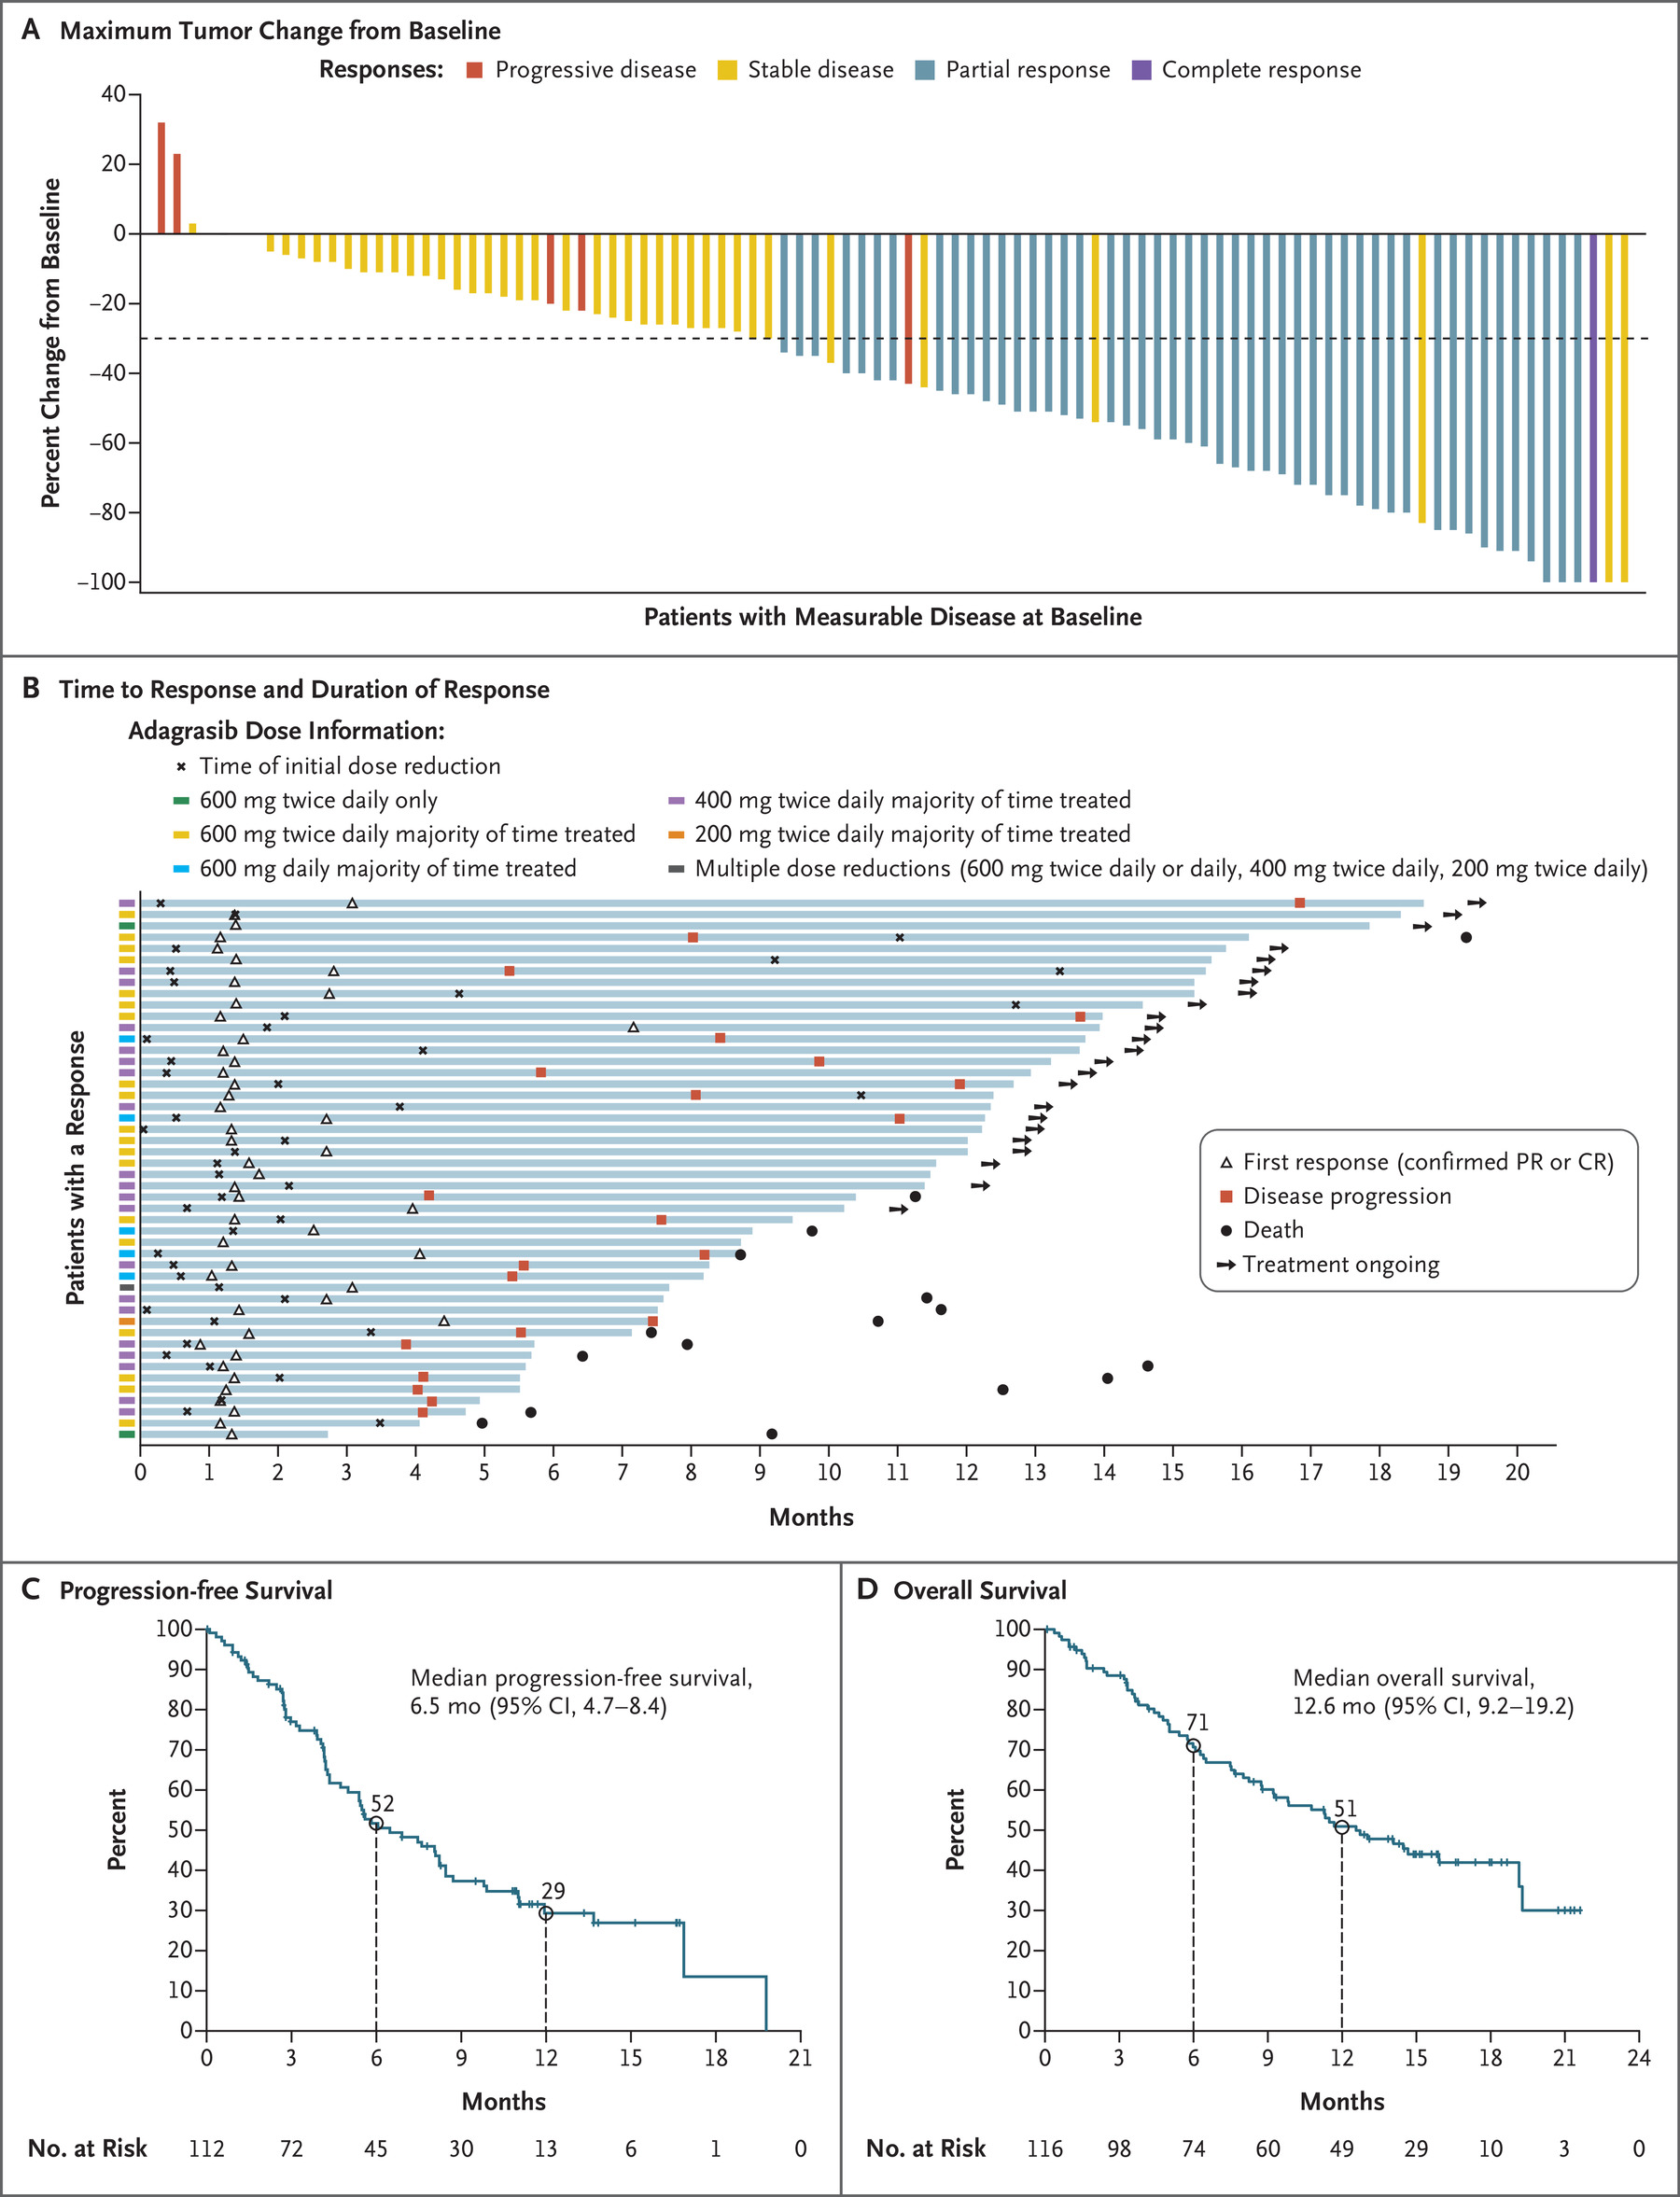 A Maximum Tumor Change from Baseline
Responses: Progressive disease Stable disease Partial response Complete response
Percent Change from Baseline
40
20
0
–20
–40
–60
–80
–100
Patients with Measurable Disease at Baseline
B Time to Response and Duration of Response
Adagrasib Dose Information:
Time of initial dose reduction
600 mg twice daily only
600 mg twice daily majority of time treated
600 mg daily majority of time treated
400 mg twice daily majority of time treated
200 mg twice daily majority of time treated
Multiple dose reductions (600 mg twice daily or daily, 400 mg twice daily, 200 mg twice daily)
Patients with a Response
First response (confirmed PR or CR)
Disease progression
Death
Treatment ongoing
0 1 2 3 4 5 6 7 8 9 10 11 12 13 14 15 16 17 18 19 20
Months
C Progression-free Survival
Percent
100
90
80
70
60
50
40
30
20
10
0
Median progression-free survival,
6.5 mo (95% CI, 4.7–8.4)
52
29
0 3 6 9 12 15 18 21
Months
No. at Risk 112 72 45 30 13 6 1 0
D Overall Survival
Percent
100
90
80
70
60
50
40
30
20
10
0
Median overall survival,
12.6 mo (95% CI, 9.2–19.2)
71
51
0 3 6 9 12 15 18 21 24
Months
No. at Risk 116 98 74 60 49 29 10 3 0